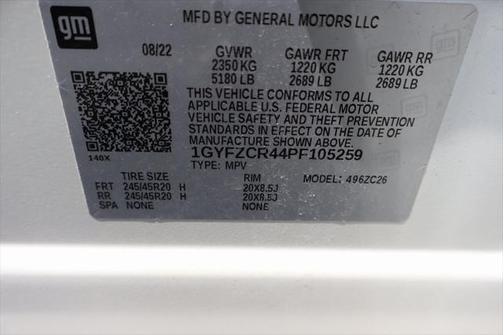 gm
MFD BY GENERAL MOTORS LLC
08/22 GVWR GAWR FRT GAWR RR
2350 KG 1220 KG 1220 KG
5180 LB 2689 LB 2689 LB
THIS VEHICLE CONFORMS TO ALL
APPLICABLE U.S. FEDERAL MOTOR
VEHICLE SAFETY AND THEFT
PREVENTION STANDARDS IN EFFECT
ON THE DATE OF
MANUFACTURE SHOWN ABOVE.
1GYFZCR44PF105259
140X TYPE: MPV
TIRE SIZE RIM MODEL: 496ZC26
FRT 245/45R20 H 20X8.5J
RR 245/45R20 H 20X8.5J
SPA NONE NONE